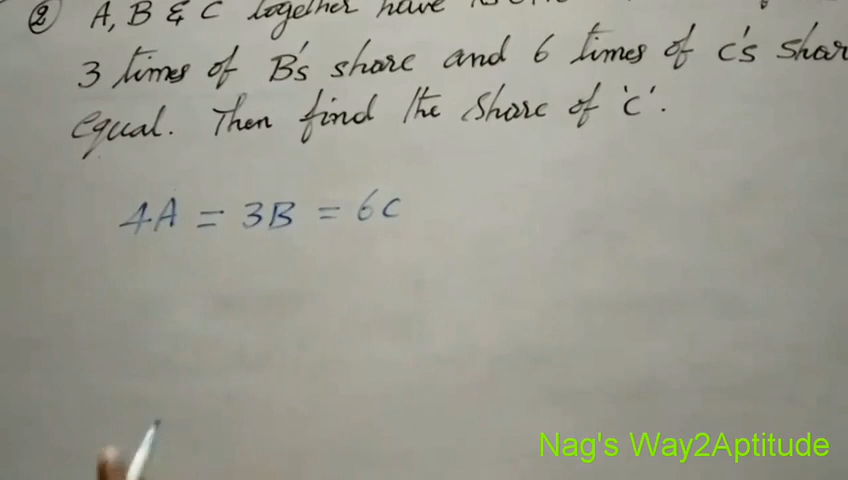 ② A, B & C together have
3 times of B's share and 6 times of c's shar
equal. Then find the share of 'c'.
4A = 3B = 6C
Nag's Way2Aptitude